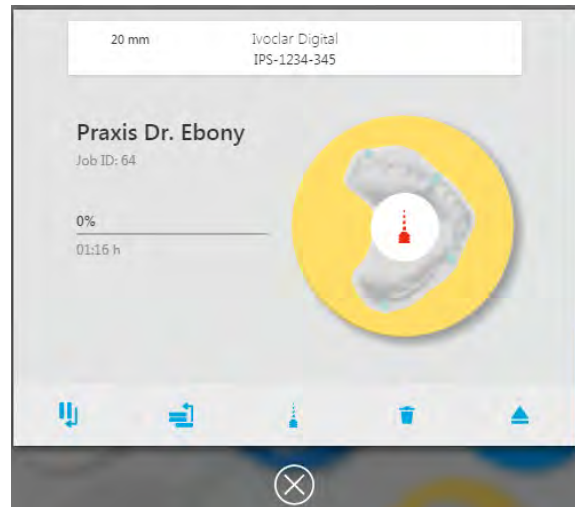 20 mm
Ivoclar Digital
IPS-1234-345
Praxis Dr. Ebony
Job ID: 64
0%
01:16 h